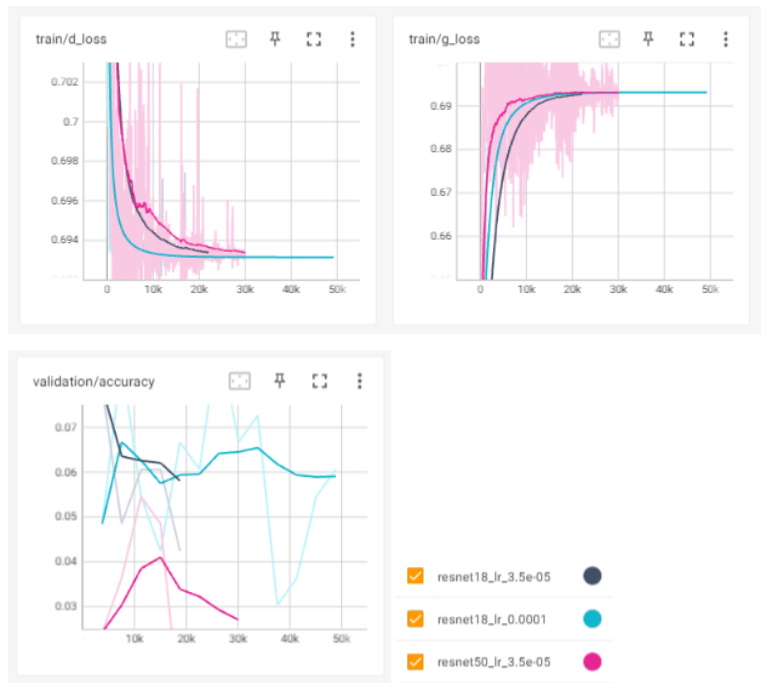 train/d_loss
0.702
0.7
0.698
0.696
0.694
0 10k 20k 30k 40k 50k
train/g_loss
0.69
0.68
0.67
0.66
0 10k 20k 30k 40k 50k
validation/accuracy
0.07
0.06
0.05
0.04
0.03
10k 20k 30k 40k 50k
resnet18_lr_3.5e-05
resnet18_lr_0.0001
resnet50_lr_3.5e-05